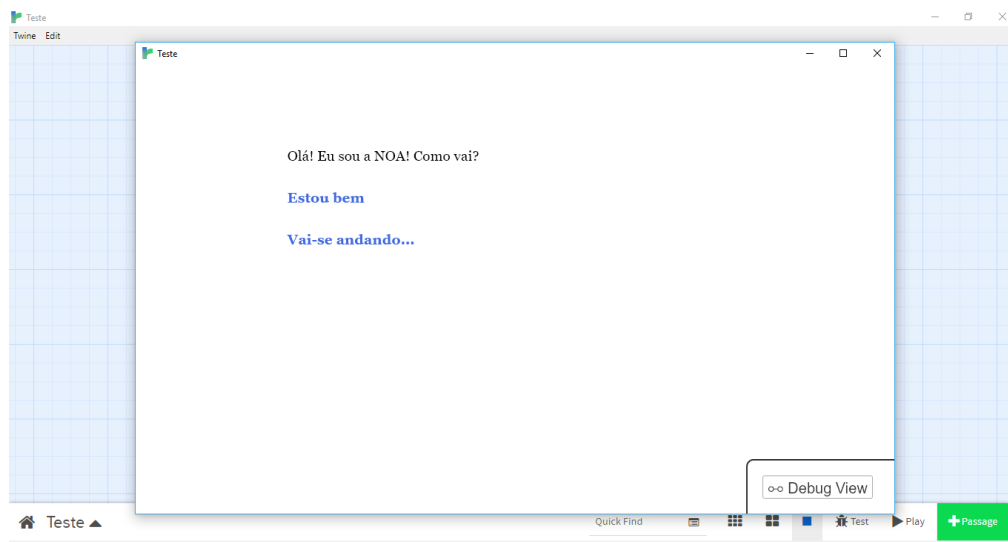 Teste
Twine Edit
Teste
Olá! Eu sou a NOA! Como vai?
Estou bem
Vai-se andando...
Debug View
Teste
Quick Find
Test
Play
Passage